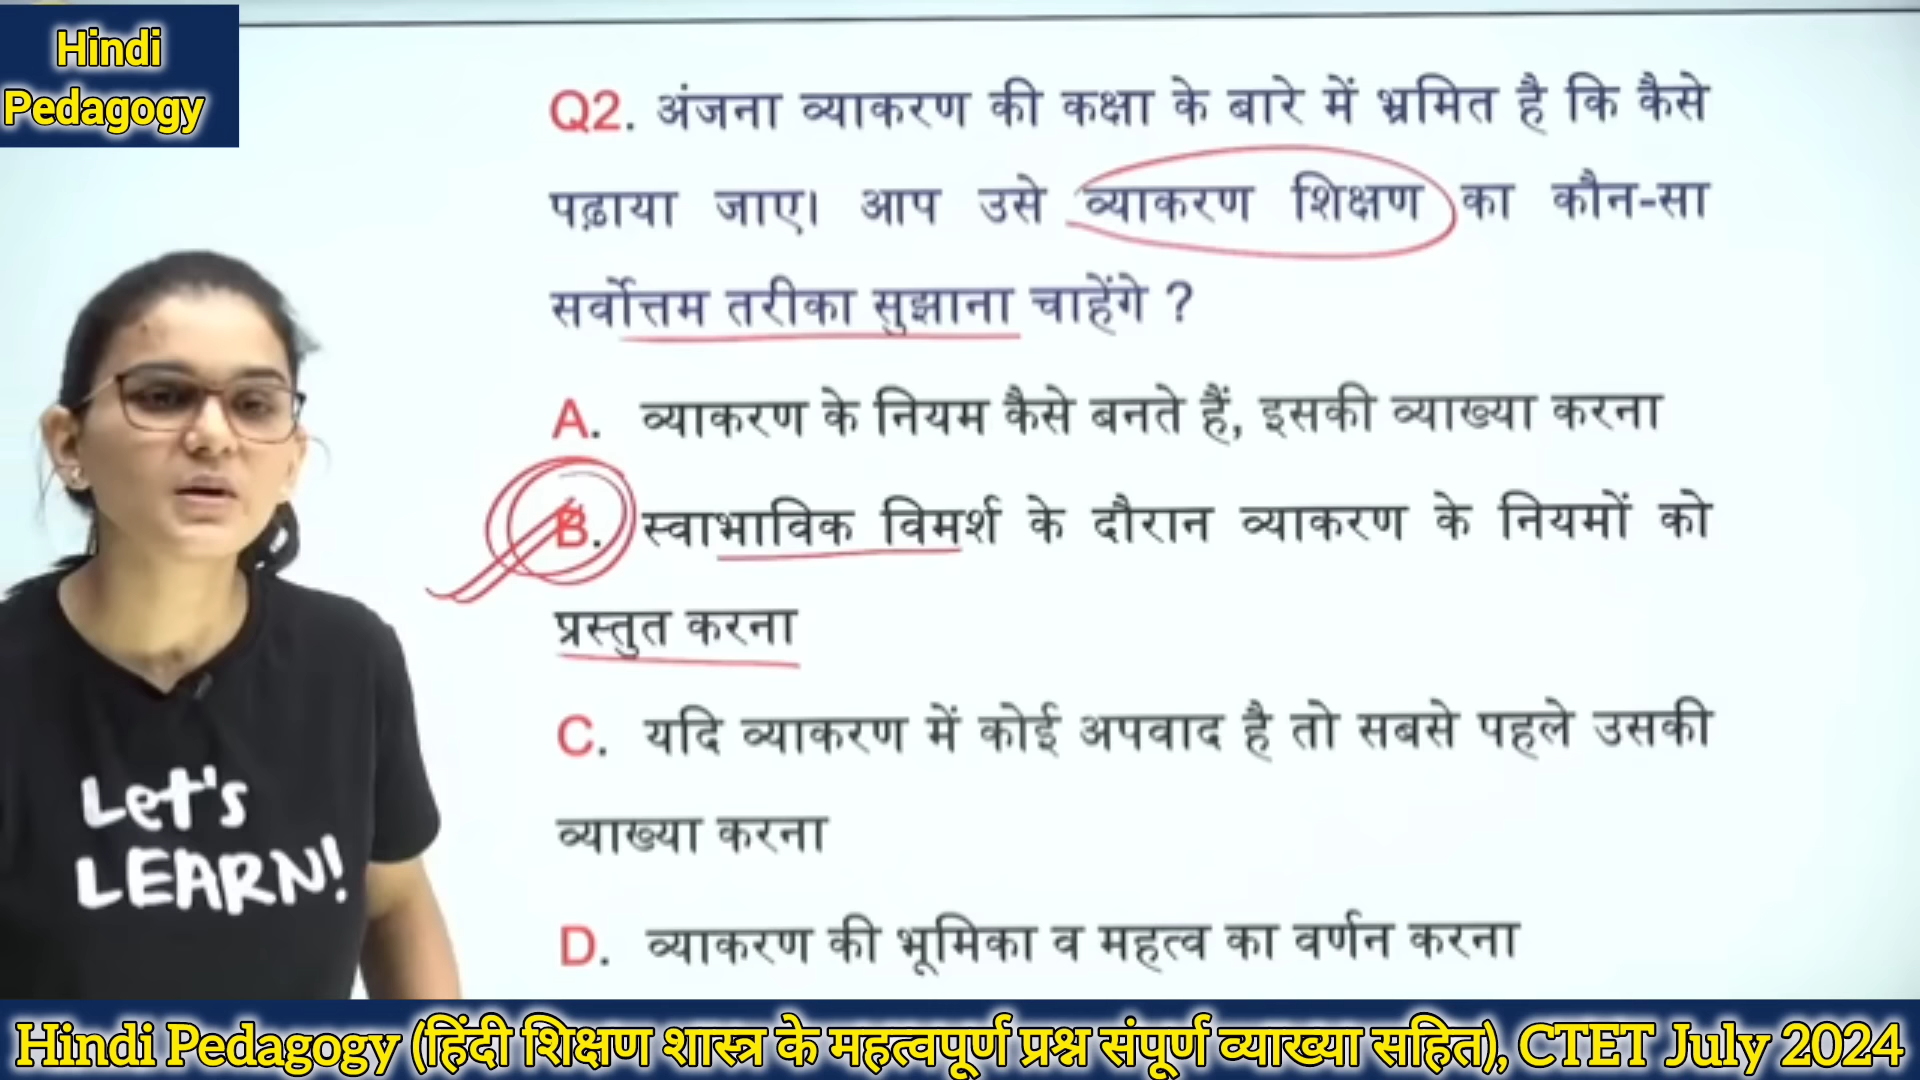 Hindi
Pedagogy
Q2. अंजना व्याकरण की कक्षा के बारे में भ्रमित है कि कैसे
पढ़ाया जाए। आप उसे व्याकरण शिक्षण का कौन-सा
सर्वोत्तम तरीका सुझाना चाहेंगे ?
A. व्याकरण के नियम कैसे बनते हैं, इसकी व्याख्या करना
B. स्वाभाविक विमर्श के दौरान व्याकरण के नियमों को
प्रस्तुत करना
C. यदि व्याकरण में कोई अपवाद है तो सबसे पहले उसकी
व्याख्या करना
D. व्याकरण की भूमिका व महत्व का वर्णन करना
Let's
LEARN!
Hindi Pedagogy (हिंदी शिक्षण शास्त्र के महत्वपूर्ण प्रश्न संपूर्ण व्याख्या सहित), CTET July 2024